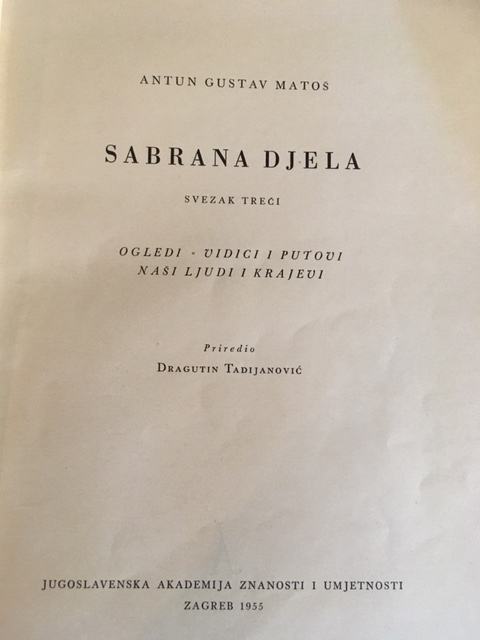 ANTUN GUSTAV MATOŠ
SABRANA DJELA
SVEZAK TREĆI
OGLEDI • VIDICI I PUTOVI
NAŠI LJUDI I KRAJEVI
Priredio
DRAGUTIN TADIJANOVIĆ
JUGOSLAVENSKA AKADEMIJA ZNANOSTI I UMJETNOSTI
ZAGREB 1955